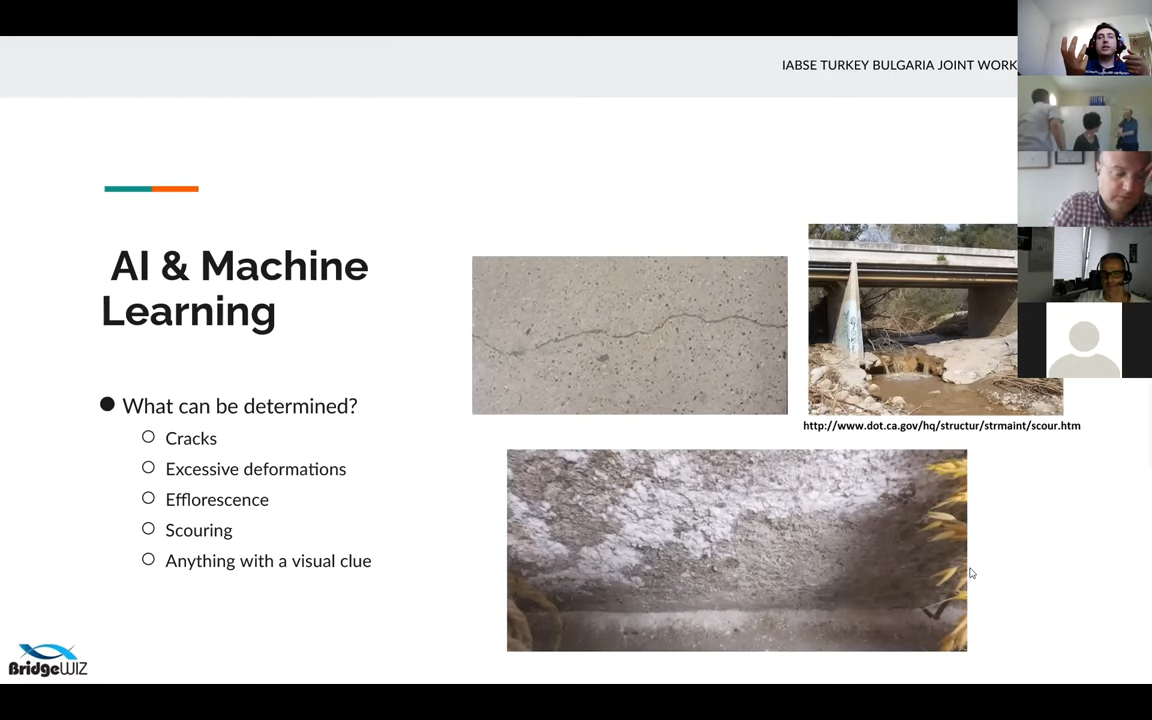 IABSE TURKEY BULGARIA JOINT WORK
AI & Machine
Learning
What can be determined?
Cracks
Excessive deformations
Efflorescence
Scouring
Anything with a visual clue
http://www.dot.ca.gov/hq/structur/strmaint/scour.htm
BridgeWIZ